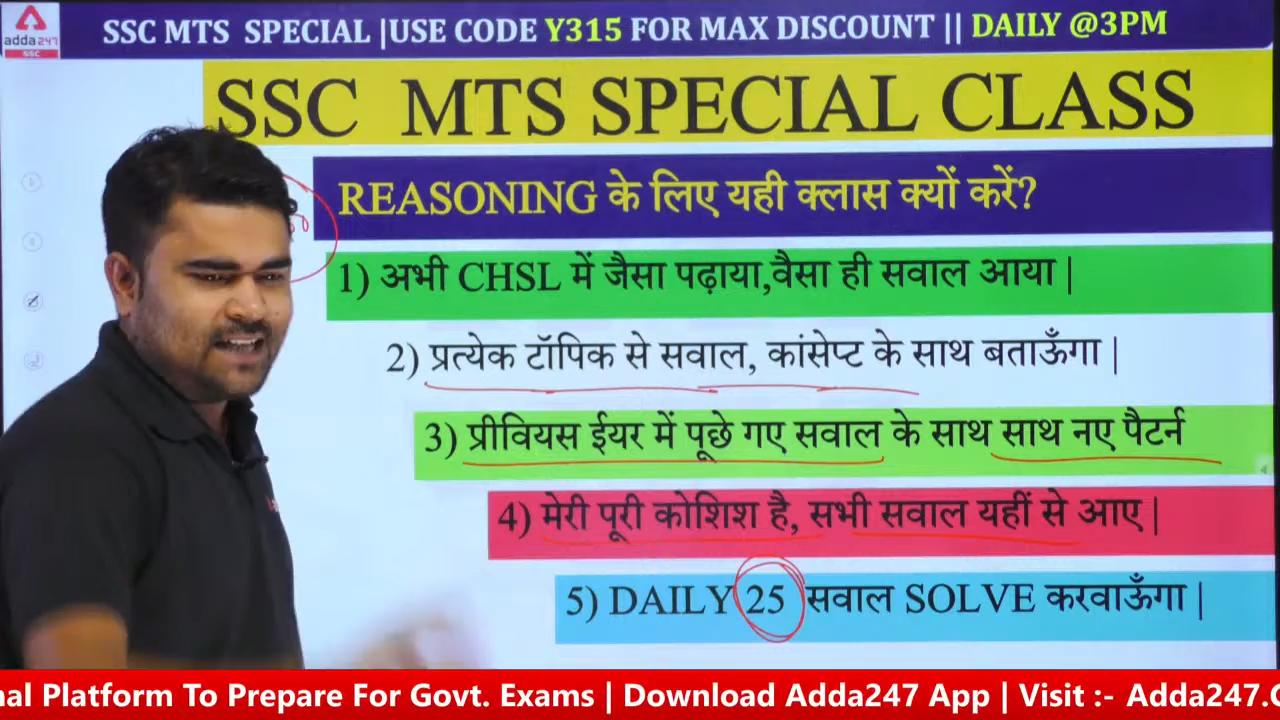 adda247
SSC
SSC MTS SPECIAL |USE CODE Y315 FOR MAX DISCOUNT || DAILY @3PM
SSC MTS SPECIAL CLASS
REASONING के लिए यही क्लास क्यों करें?
1) अभी CHSL में जैसा पढ़ाया,वैसा ही सवाल आया |
2) प्रत्येक टॉपिक से सवाल, कांसेप्ट के साथ बताऊँगा |
3) प्रीवियस ईयर में पूछे गए सवाल के साथ साथ नए पैटर्न
4) मेरी पूरी कोशिश है, सभी सवाल यहीं से आए |
5) DAILY 25 सवाल SOLVE करवाऊँगा |
nal Platform To Prepare For Govt. Exams | Download Adda247 App | Visit :- Adda247.